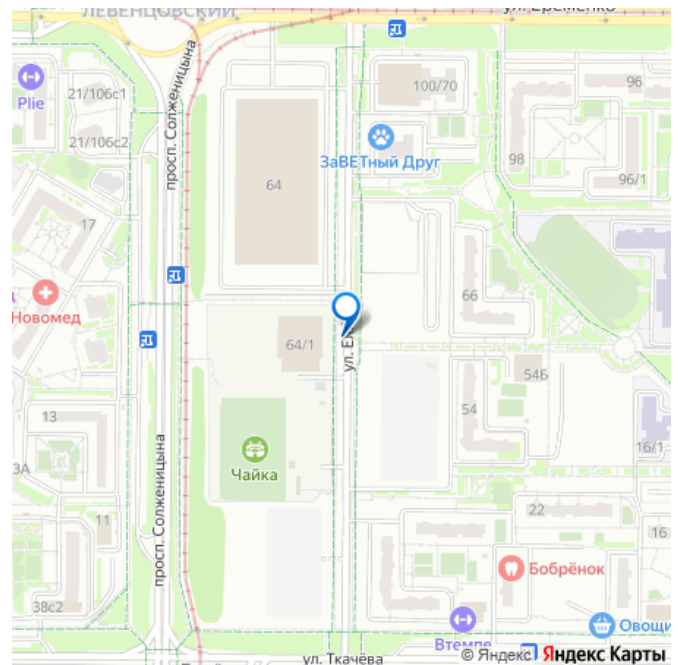 ЛЕВЕНЦОВСКИЙ
ул. Еременко
Plie
21/106с1
21/106с2
просп. Солженицына
100/70
96
ЗаВЕТный Друг
98
96/1
64
17
Новомед
66
64/1
ул. Е
54Б
54
13
3А
Чайка
16/1
просп. Солженицына
11
22
16
Бобрёнок
38с2
Втемпе
Овощи
ул. Ткачёва
© Яндекс
Яндекс Карты